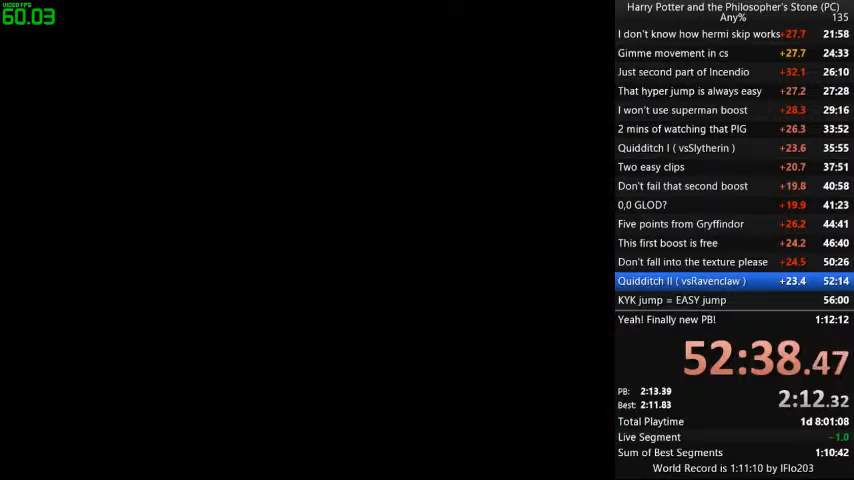 VIDEO FPS
60.03
Harry Potter and the Philosopher's Stone (PC)
Any% 135
I don't know how hermi skip works +27.7 21:58
Gimme movement in cs +27.7 24:33
Just second part of Incendio +32.1 26:10
That hyper jump is always easy +27.2 27:28
I won't use superman boost +28.3 29:16
2 mins of watching that PIG +26.3 33:52
Quidditch I ( vsSlytherin ) +23.6 35:55
Two easy clips +20.7 37:51
Don't fail that second boost +19.8 40:58
0,0 GLOD? +19.9 41:23
Five points from Gryffindor +26.2 44:41
This first boost is free +24.2 46:40
Don't fall into the texture please +24.5 50:26
Quidditch II ( vsRavenclaw ) +23.4 52:14
KYK jump = EASY jump 56:00
Yeah! Finally new PB! 1:12:12
52:38.47
PB: 2:13.39
Best: 2:11.83 2:12.32
Total Playtime 1d 8:01:08
Live Segment -1.0
Sum of Best Segments 1:10:42
World Record is 1:11:10 by IFlo203